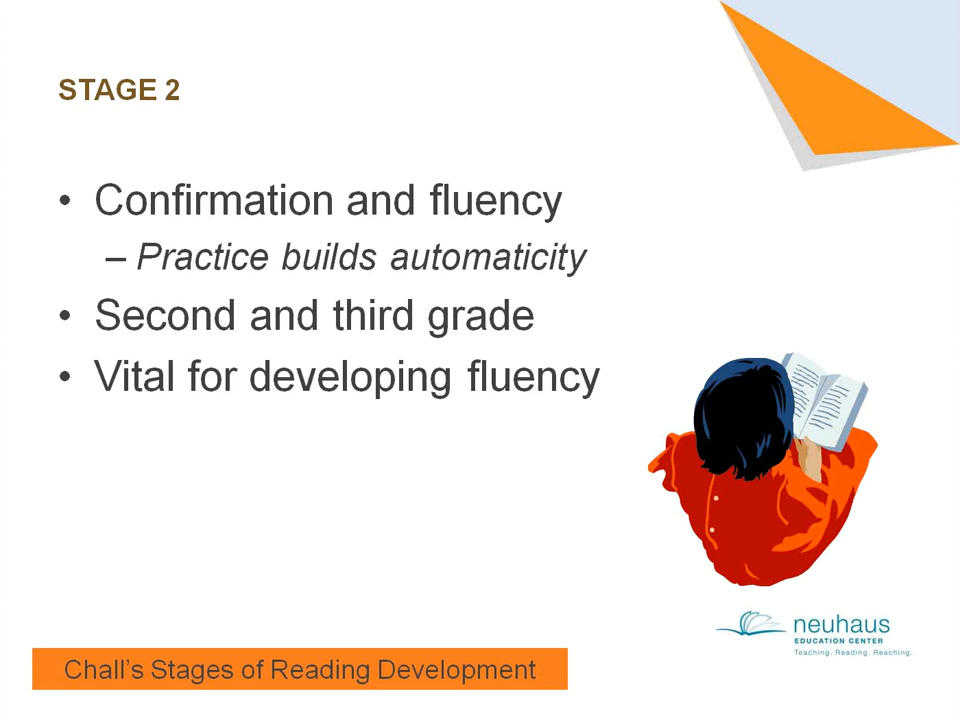 STAGE 2
• Confirmation and fluency
– Practice builds automaticity
• Second and third grade
• Vital for developing fluency
neuhaus
EDUCATION CENTER
Teaching. Reading. Reaching.
Chall's Stages of Reading Development